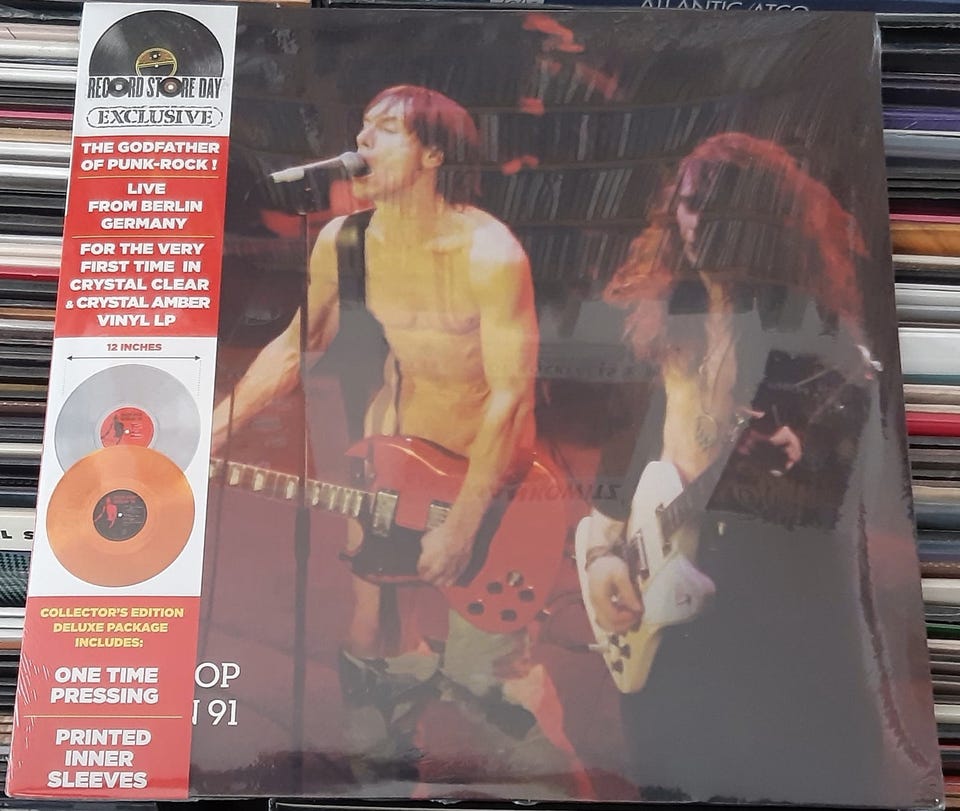 ATLANTIC/ATCO
RECORD STORE DAY
EXCLUSIVE
THE GODFATHER
OF PUNK-ROCK !
LIVE
FROM BERLIN
GERMANY
FOR THE VERY
FIRST TIME IN
CRYSTAL CLEAR
& CRYSTAL AMBER
VINYL LP
12 INCHES
COLLECTOR'S EDITION
DELUXE PACKAGE
INCLUDES:
ONE TIME
PRESSING
PRINTED
INNER
SLEEVES
OP
N 91
L S